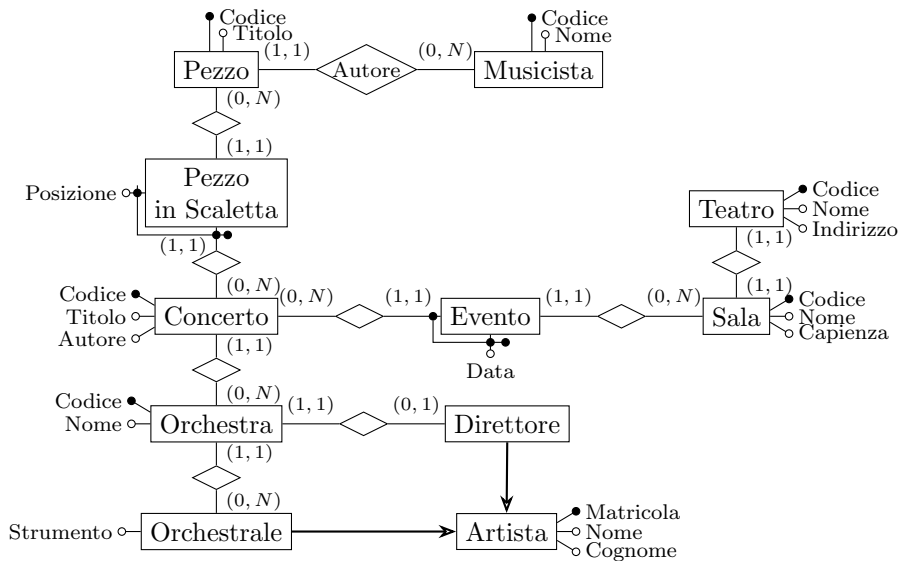 Codice
Titolo
Codice
Nome
Pezzo
(1, 1)
Autore
(0, N)
Musicista
(0, N)
(1, 1)
Posizione
Pezzo
in Scaletta
Codice
Teatro
Nome
Indirizzo
(1, 1)
(1, 1)
(0, N)
(1, 1)
Codice
Titolo
Autore
Concerto
(0, N)
(1, 1)
Evento
(1, 1)
(0, N)
Sala
Codice
Nome
Capienza
(1, 1)
Data
(0, N)
Codice
Nome
Orchestra
(1, 1)
(0, 1)
Direttore
(1, 1)
(0, N)
Strumento
Orchestrale
Artista
Matricola
Nome
Cognome